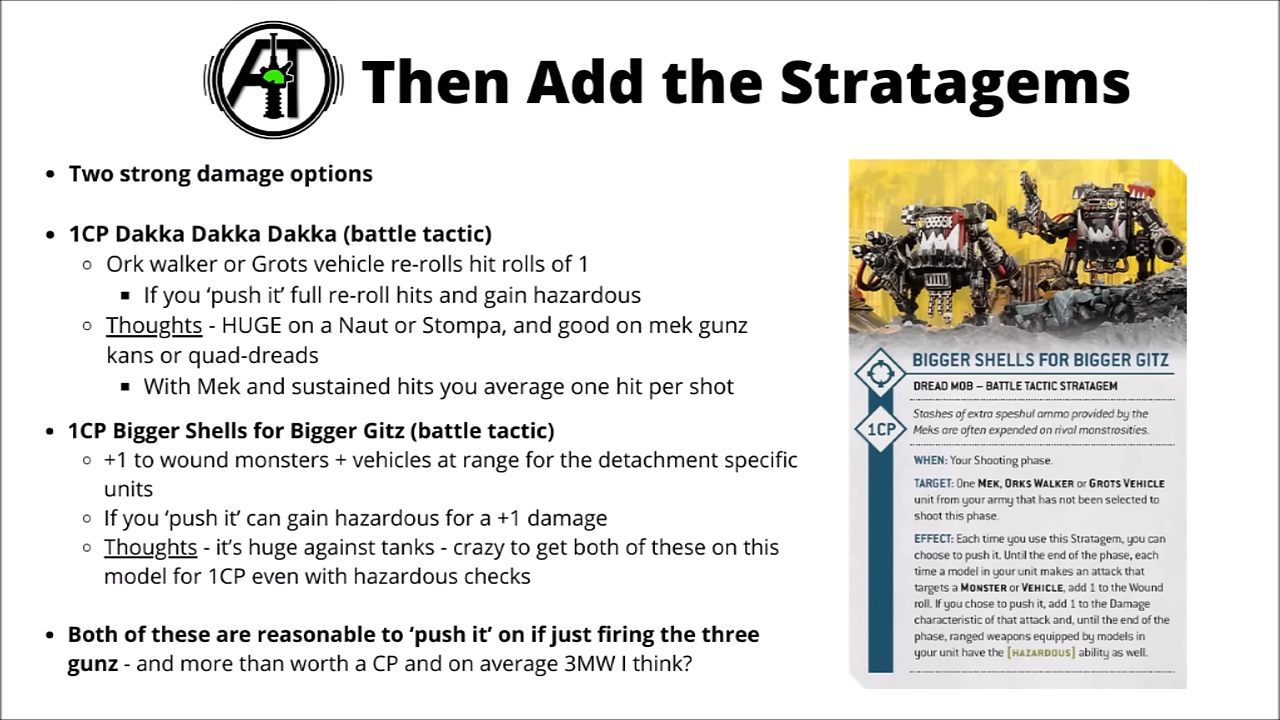 AT
Then Add the Stratagems
• Two strong damage options
• 1CP Dakka Dakka Dakka (battle tactic)
○ Ork walker or Grots vehicle re-rolls hit rolls of 1
▪ If you ‘push it’ full re-roll hits and gain hazardous
○ Thoughts - HUGE on a Naut or Stompa, and good on mek gunz
kans or quad-dreads
▪ With Mek and sustained hits you average one hit per shot
• 1CP Bigger Shells for Bigger Gitz (battle tactic)
○ +1 to wound monsters + vehicles at range for the detachment specific
units
○ If you ‘push it’ can gain hazardous for a +1 damage
○ Thoughts - it’s huge against tanks - crazy to get both of these on this
model for 1CP even with hazardous checks
• Both of these are reasonable to ‘push it’ on if just firing the three
gunz - and more than worth a CP and on average 3MW I think?
BIGGER SHELLS FOR BIGGER GITZ
DREAD MOB – BATTLE TACTIC STRATAGEM
1CP
Stashes of extra speshul ammo provided by the
Meks are often expended on rival monstrosities.
WHEN: Your Shooting phase.
TARGET: One MEK, ORKS WALKER or GROTS VEHICLE
unit from your army that has not been selected to
shoot this phase.
EFFECT: Each time you use this Stratagem, you can
choose to push it. Until the end of the phase, each
time a model in your unit makes an attack that
targets a MONSTER or VEHICLE, add 1 to the Wound
roll. If you chose to push it, add 1 to the Damage
characteristic of that attack and, until the end of the
phase, ranged weapons equipped by models in
your unit have the [HAZARDOUS] ability as well.